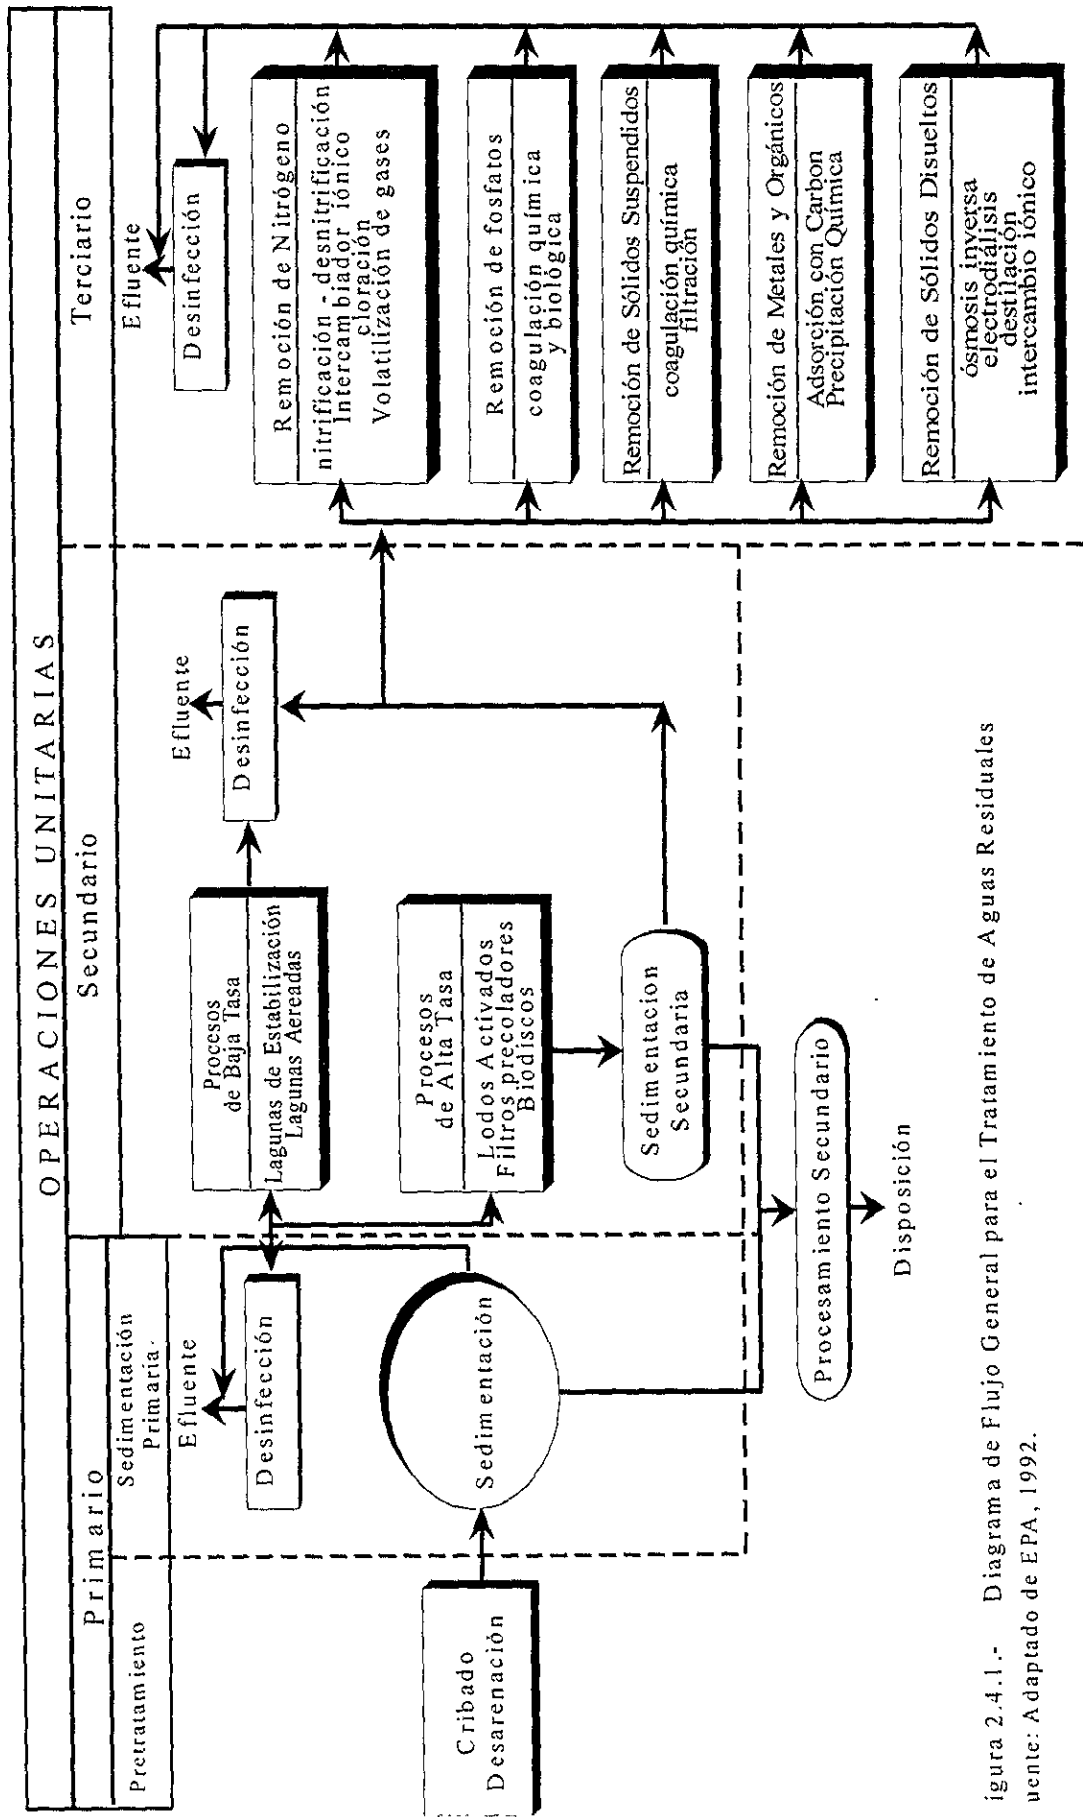 OPERACIONES UNITARIAS
Primario
Secundario
Terciario
Pretratamiento
Sedimentación
Primaria.
Efluente
Desinfección
Sedimentación
Cribado
Desarenación
Procesos
de Baja Tasa
Lagunas de Estabilización
Lagunas Aereadas
Efluente
Desinfección
Procesos
de Alta Tasa
Lodos Activados
Filtros precoladores
Biodiscos
Sedimentacion
Secundaria
Procesamiento Secundario
Disposición
Efluente
Desinfección
Remoción de Nitrógeno
nitrificación - desnitrificación
Intercambiador iónico
cloración
Volatilización de gases
Remoción de fosfatos
coagulación química
y biológica
Remoción de Sólidos Suspendidos
coagulación química
filtración
Remoción de Metales y Orgánicos
Adsorción con Carbon
Precipitación Química
Remoción de Sólidos Disueltos
ósmosis inversa
electrodiálisis
destilación
intercambio iónico
igura 2.4.1.- Diagrama de Flujo General para el Tratamiento de Aguas Residuales
uente: Adaptado de EPA, 1992.